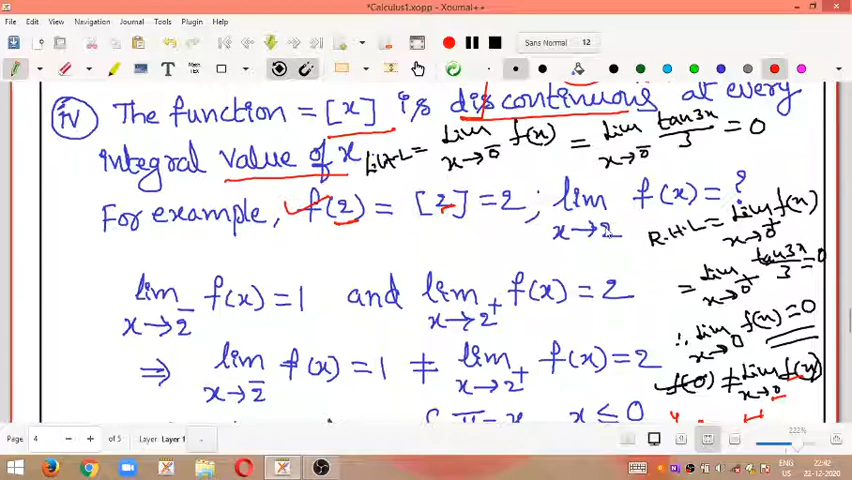 *Calculus1.xopp - Xournal++
File Edit View Navigation Journal Tools Plugin Help
Sans Normal 12
iv The function = [x] is discontinuous at every
integral value of x
L.H.L = lim x→0⁻ f(x) = lim x→0⁻ tan3x/3 = 0
For example, f(2) = [2] = 2 ; lim x→2 f(x) = ?
R.H.L = lim x→0⁺ f(x)
= lim x→0⁺ tan3x/3 = 0
lim x→2⁻ f(x) = 1 and lim x→2⁺ f(x) = 2
∴ lim x→0 f(x) = 0
⇒ lim x→2⁻ f(x) = 1 ≠ lim x→2⁺ f(x) = 2
f(0) ≠ lim x→0 f(x)
x ≤ 0
Page 4 of 5 Layer Layer 1
222%
ENG 22:42
US 22-12-2020